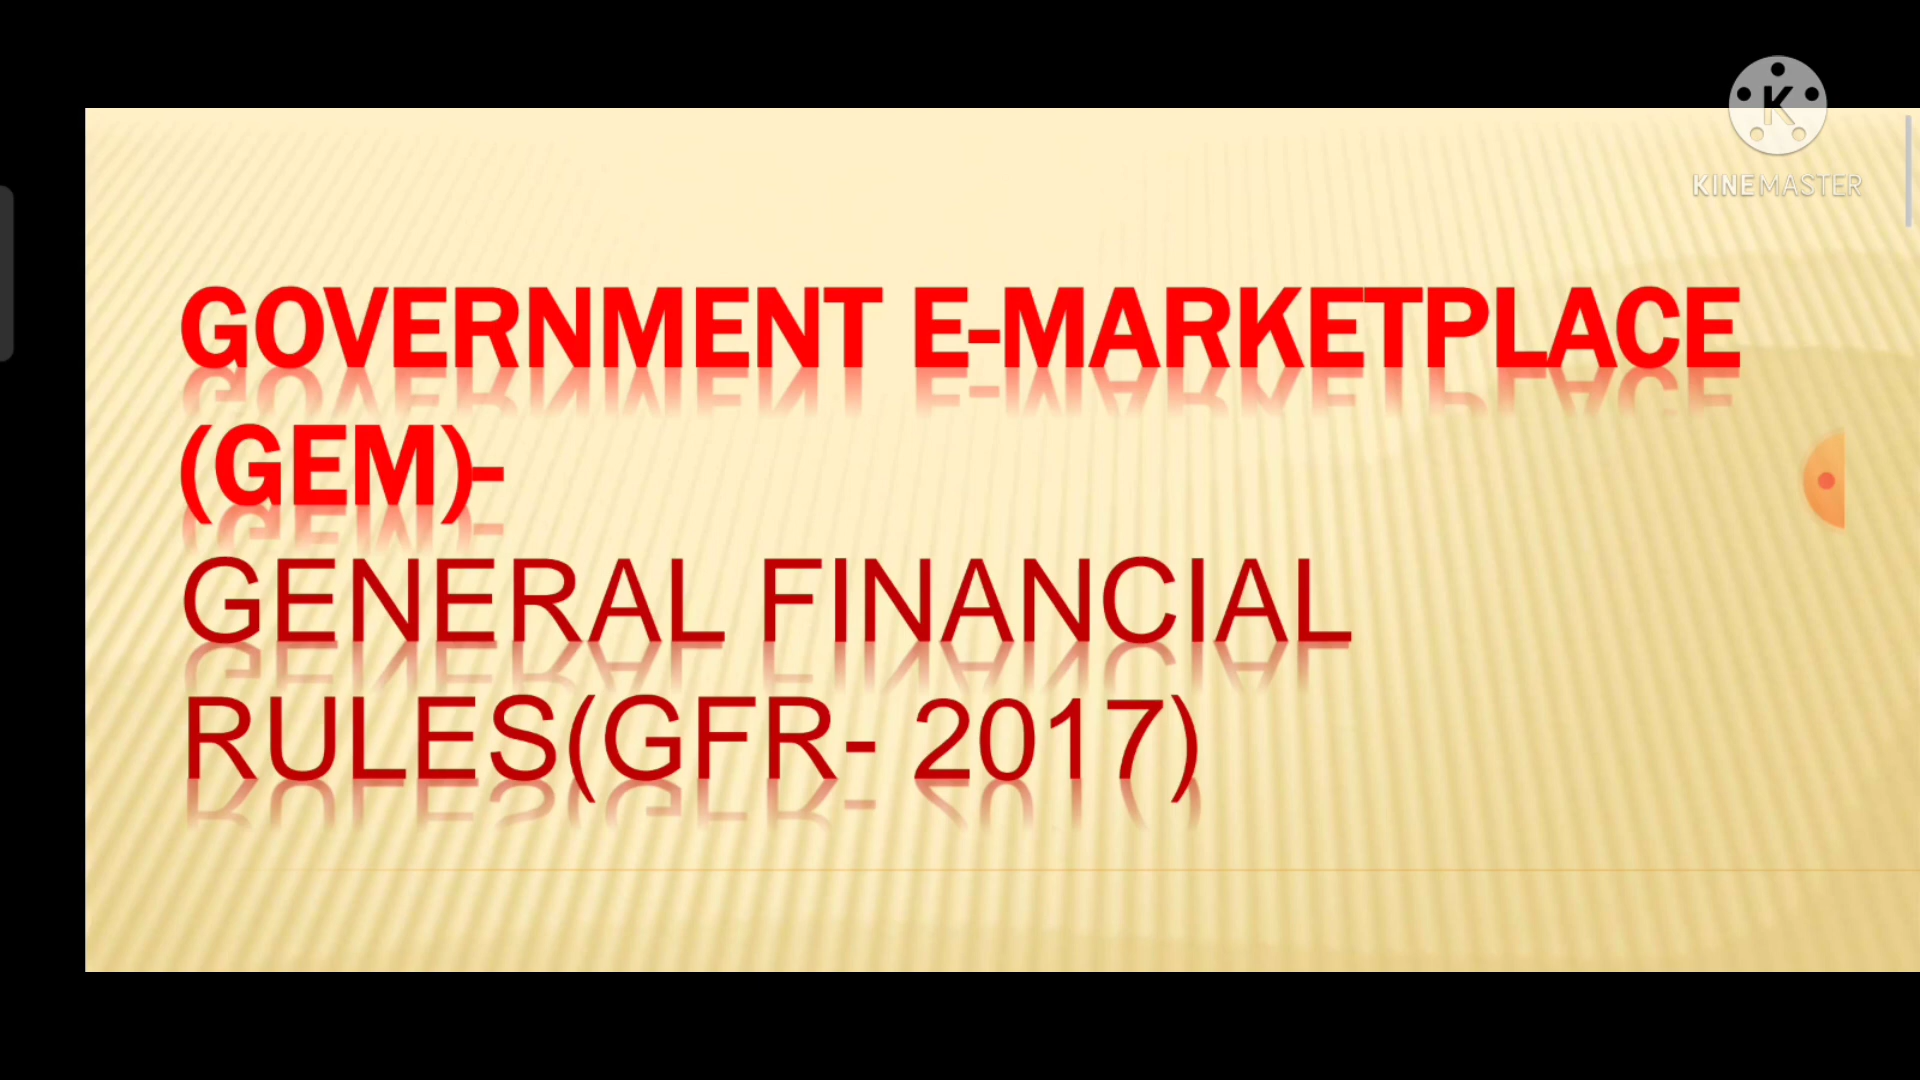 K
KINEMASTER
GOVERNMENT E-MARKETPLACE
(GEM)-
GENERAL FINANCIAL
RULES(GFR- 2017)